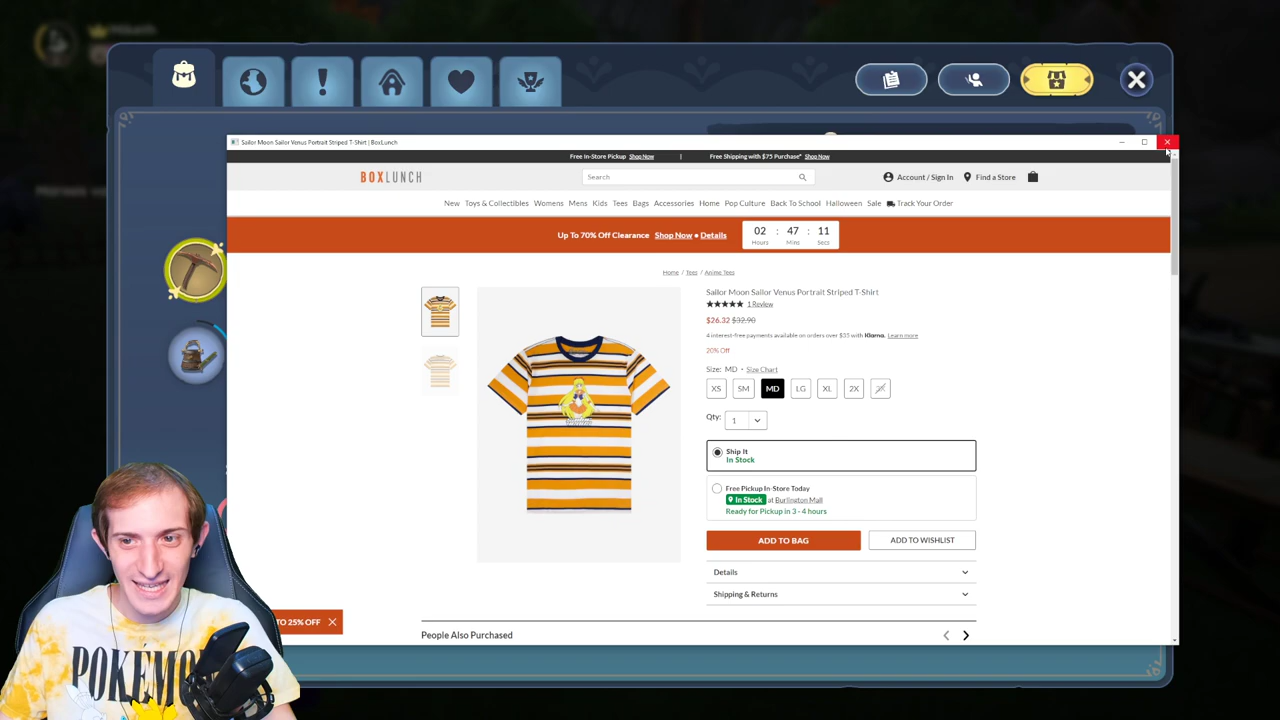 Sailor Moon Sailor Venus Portrait Striped T-Shirt | BoxLunch
Free In-Store Pickup Shop Now | Free Shipping with $75 Purchase* Shop Now
BOXLUNCH
Search
Account / Sign In
Find a Store
New Toys & Collectibles Womens Mens Kids Tees Bags Accessories Home Pop Culture Back To School Halloween Sale Track Your Order
Up To 70% Off Clearance Shop Now • Details
02 : 47 : 11
Hours Mins Secs
Home / Tees / Anime Tees
Sailor Moon Sailor Venus Portrait Striped T-Shirt
1 Review
$26.32 $32.90
4 interest-free payments available on orders over $35 with Klarna. Learn more
20% Off
Size: MD • Size Chart
XS SM MD LG XL 2X 3X
Qty: 1
Ship It
In Stock
Free Pickup In-Store Today
In Stock at Burlington Mall
Ready for Pickup in 3 - 4 hours
ADD TO BAG
ADD TO WISHLIST
Details
Shipping & Returns
TO 25% OFF
People Also Purchased
POKÉMO